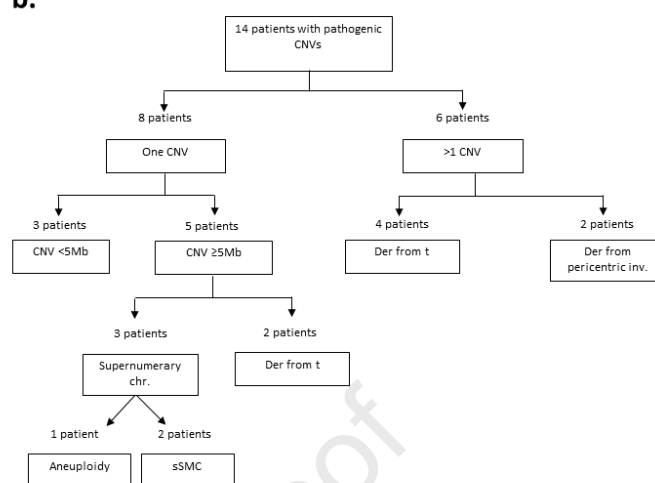 b.
14 patients with pathogenic
CNVs
8 patients
6 patients
One CNV
>1 CNV
3 patients
5 patients
4 patients
2 patients
CNV <5Mb
CNV ≥5Mb
Der from t
Der from
pericentric inv.
3 patients
2 patients
Supernumerary
chr.
Der from t
1 patient
2 patients
Aneuploidy
sSMC
oof